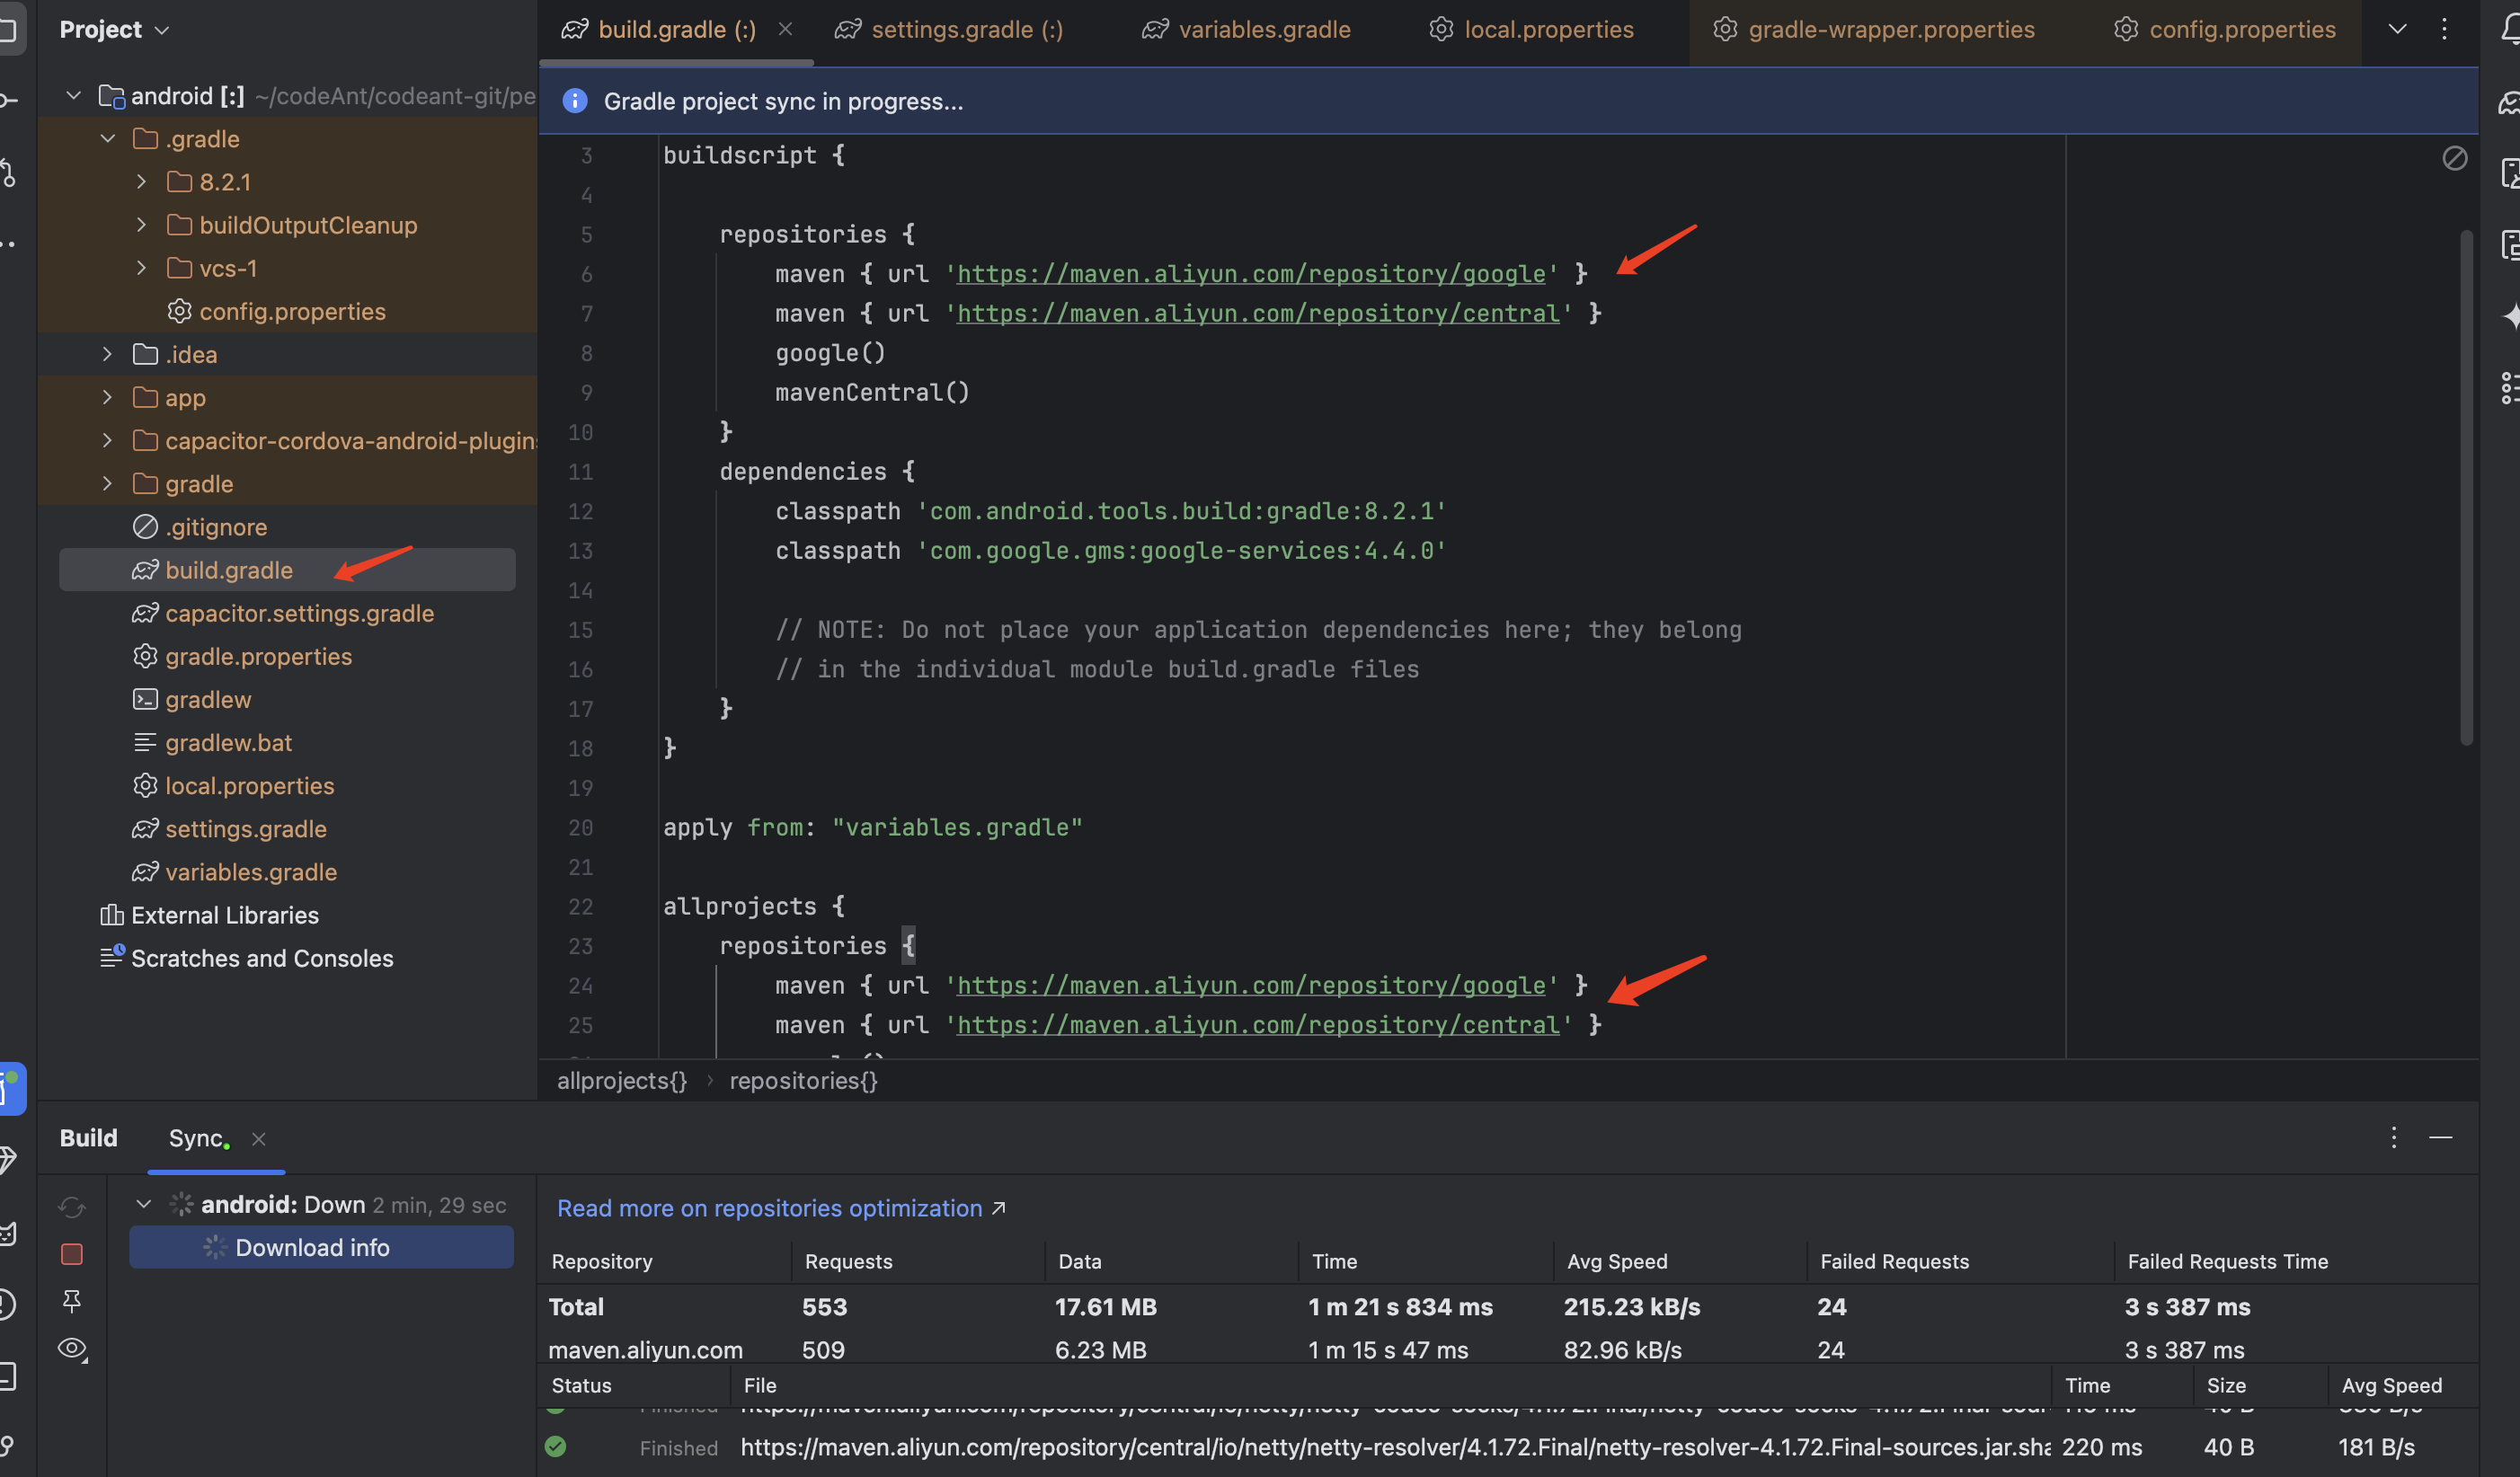 Project
build.gradle (:)
settings.gradle (:)
variables.gradle
local.properties
gradle-wrapper.properties
config.properties
android [:] ~/codeAnt/codeant-git/pe
.gradle
8.2.1
buildOutputCleanup
vcs-1
config.properties
.idea
app
capacitor-cordova-android-plugins
gradle
.gitignore
build.gradle
capacitor.settings.gradle
gradle.properties
gradlew
gradlew.bat
local.properties
settings.gradle
variables.gradle
External Libraries
Scratches and Consoles
Gradle project sync in progress...
3 buildscript {
4
5 repositories {
6 maven { url 'https://maven.aliyun.com/repository/google' }
7 maven { url 'https://maven.aliyun.com/repository/central' }
8 google()
9 mavenCentral()
10 }
11 dependencies {
12 classpath 'com.android.tools.build:gradle:8.2.1'
13 classpath 'com.google.gms:google-services:4.4.0'
14
15 // NOTE: Do not place your application dependencies here; they belong
16 // in the individual module build.gradle files
17 }
18 }
19
20 apply from: "variables.gradle"
21
22 allprojects {
23 repositories {
24 maven { url 'https://maven.aliyun.com/repository/google' }
25 maven { url 'https://maven.aliyun.com/repository/central' }
allprojects{} › repositories{}
Build Sync
android: Down 2 min, 29 sec
Download info
Read more on repositories optimization ↗
Repository Requests Data Time Avg Speed Failed Requests Failed Requests Time
Total 553 17.61 MB 1 m 21 s 834 ms 215.23 kB/s 24 3 s 387 ms
maven.aliyun.com 509 6.23 MB 1 m 15 s 47 ms 82.96 kB/s 24 3 s 387 ms
Status File Time Size Avg Speed
Finished https://maven.aliyun.com/repository/central/io/netty/netty-resolver/4.1.72.Final/netty-resolver-4.1.72.Final-sources.jar.sha 220 ms 40 B 181 B/s